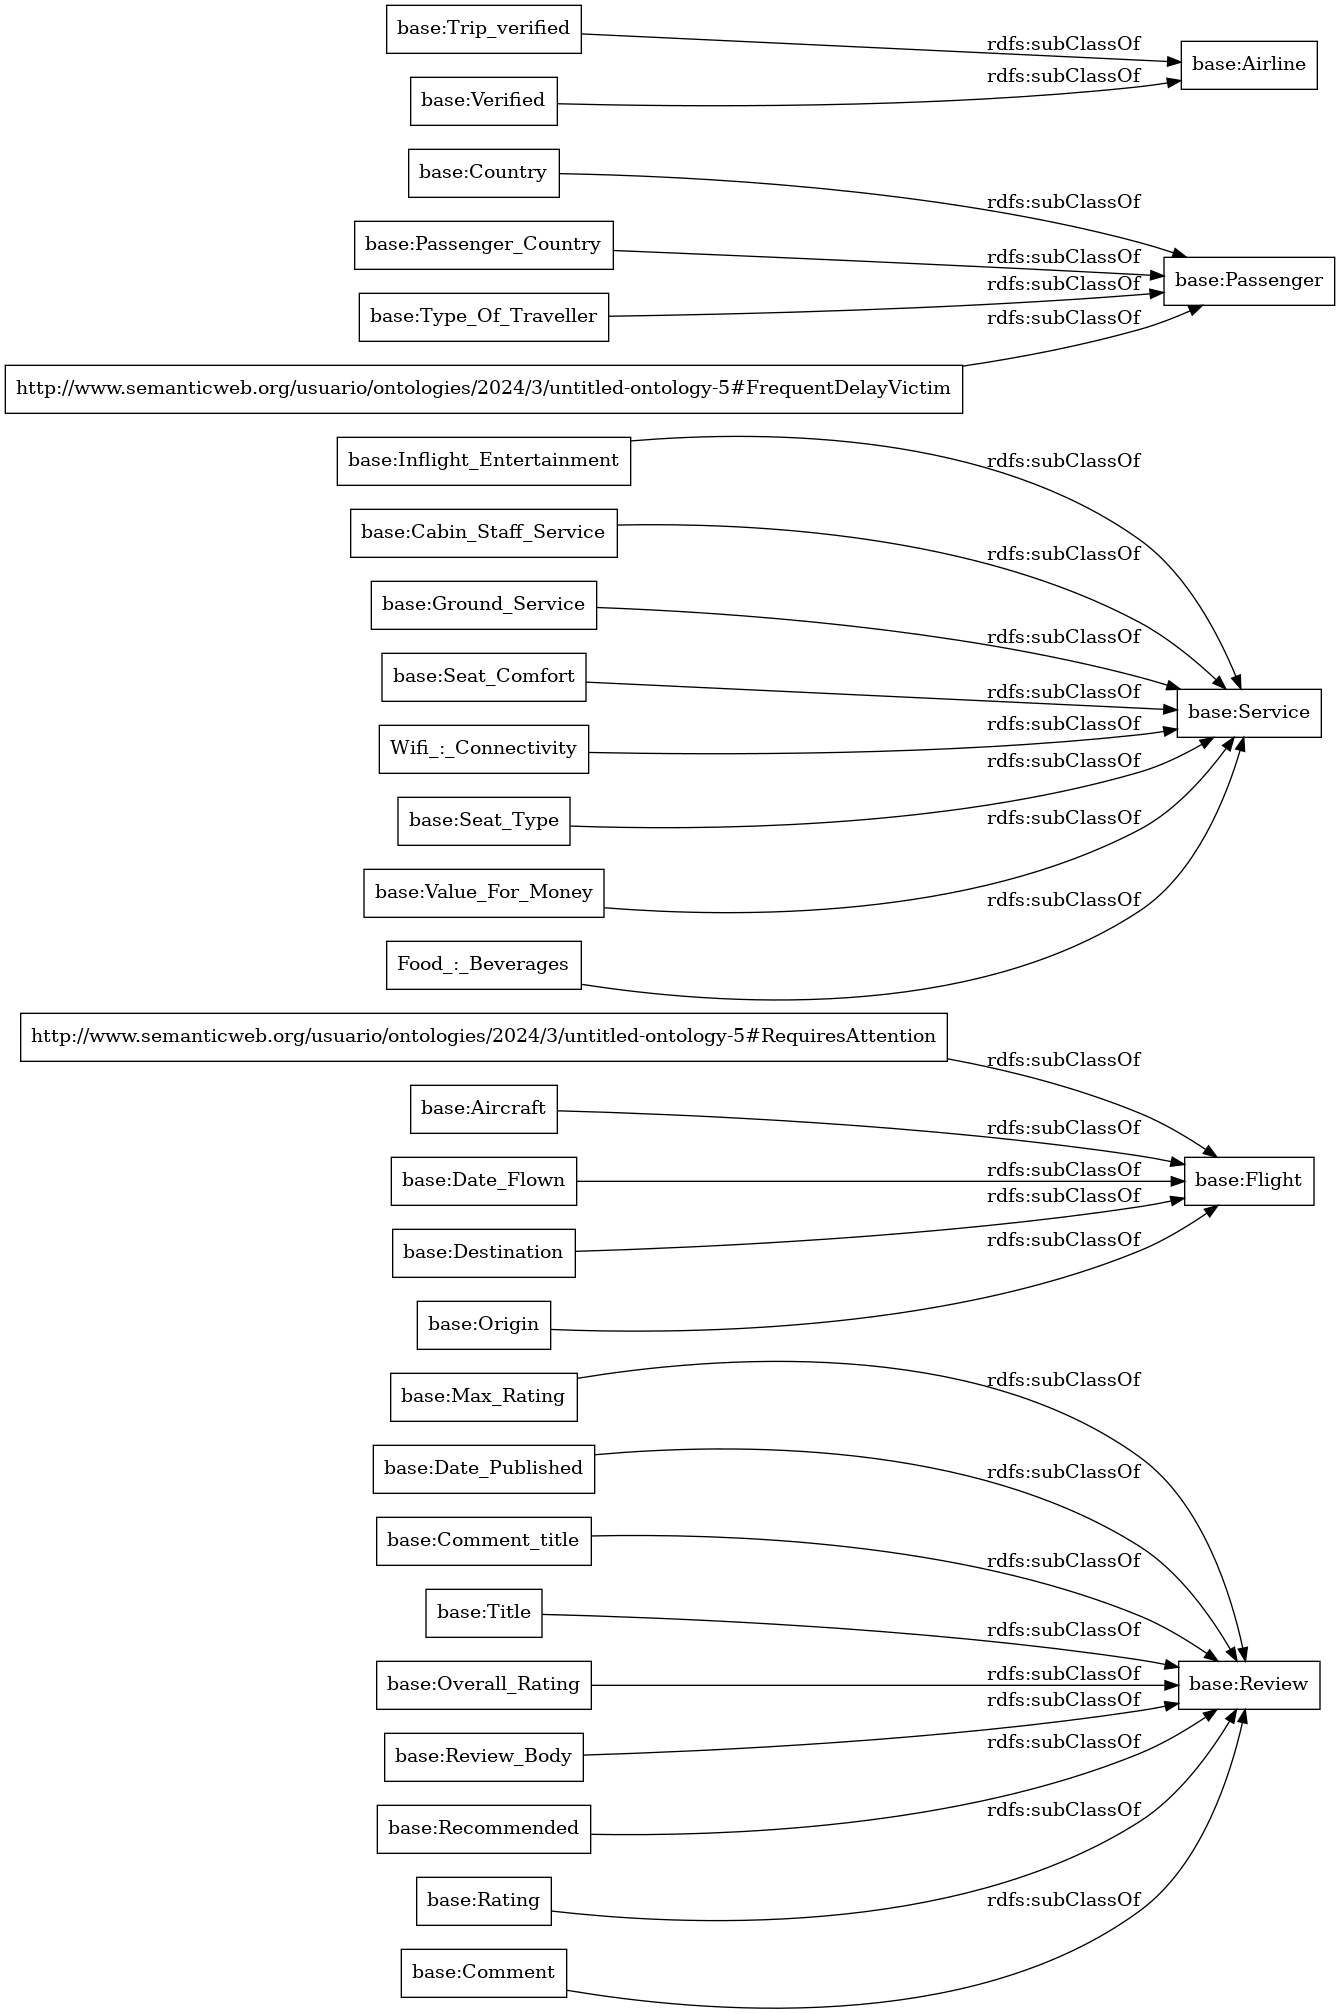 base:Trip_verified
rdfs:subClassOf
base:Airline
rdfs:subClassOf
base:Verified
base:Country
rdfs:subClassOf
base:Passenger_Country
rdfs:subClassOf
base:Passenger
rdfs:subClassOf
base:Type_Of_Traveller
rdfs:subClassOf
http://www.semanticweb.org/usuario/ontologies/2024/3/untitled-ontology-5#FrequentDelayVictim
base:Inflight_Entertainment
rdfs:subClassOf
base:Cabin_Staff_Service
rdfs:subClassOf
base:Ground_Service
rdfs:subClassOf
base:Seat_Comfort
rdfs:subClassOf
base:Service
rdfs:subClassOf
Wifi_:_Connectivity
rdfs:subClassOf
base:Seat_Type
rdfs:subClassOf
base:Value_For_Money
rdfs:subClassOf
Food_:_Beverages
http://www.semanticweb.org/usuario/ontologies/2024/3/untitled-ontology-5#RequiresAttention
rdfs:subClassOf
base:Aircraft
rdfs:subClassOf
base:Date_Flown
rdfs:subClassOf
base:Flight
rdfs:subClassOf
base:Destination
rdfs:subClassOf
base:Origin
base:Max_Rating
rdfs:subClassOf
base:Date_Published
rdfs:subClassOf
base:Comment_title
rdfs:subClassOf
base:Title
rdfs:subClassOf
base:Overall_Rating
rdfs:subClassOf
base:Review
rdfs:subClassOf
base:Review_Body
rdfs:subClassOf
base:Recommended
rdfs:subClassOf
base:Rating
rdfs:subClassOf
base:Comment